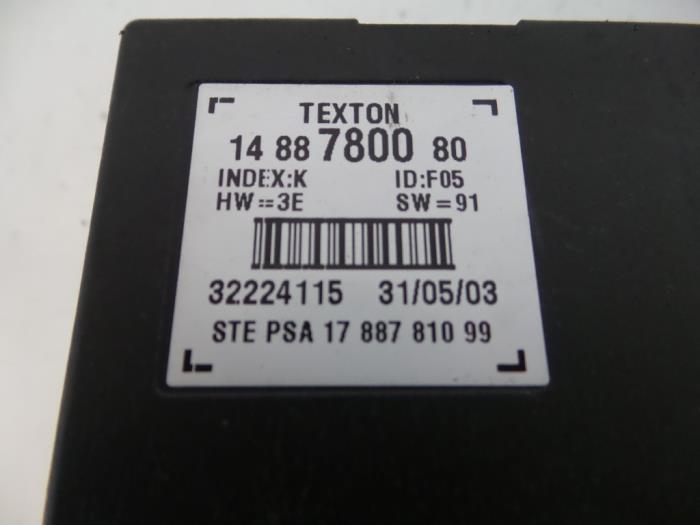 TEXTON
14 88 7800 80
INDEX:K ID:F05
HW=3E SW=91
32224115 31/05/03
STE PSA 17 887 810 99